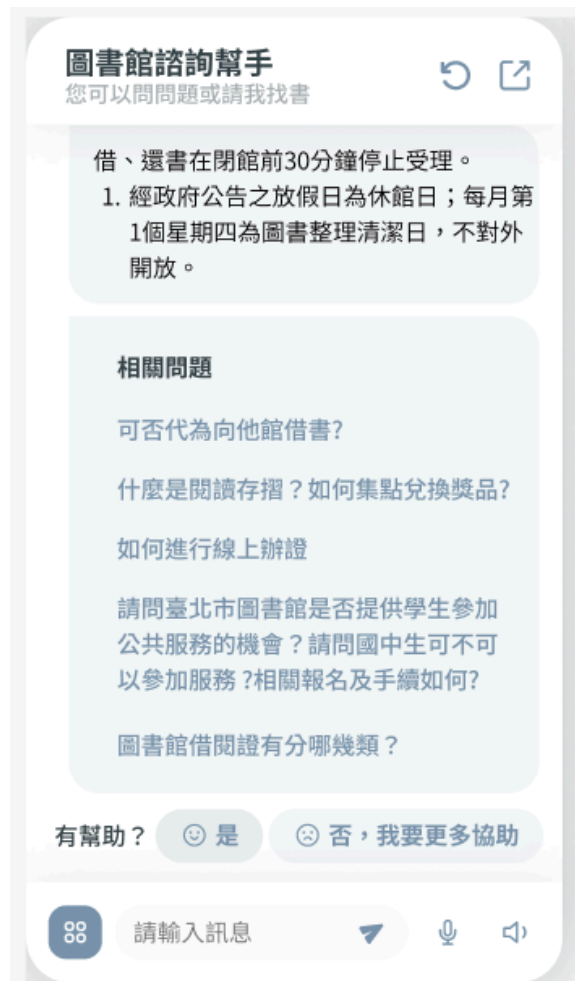 圖書館諮詢幫手
您可以問問題或請我找書
借、還書在閉館前30分鐘停止受理。
1. 經政府公告之放假日為休館日；每月第
1個星期四為圖書整理清潔日，不對外
開放。
相關問題
可否代為向他館借書?
什麼是閱讀存摺？如何集點兌換獎品?
如何進行線上辦證
請問臺北市圖書館是否提供學生參加
公共服務的機會？請問國中生可不可
以參加服務 ?相關報名及手續如何?
圖書館借閱證有分哪幾類？
有幫助？ 是 否，我要更多協助
請輸入訊息